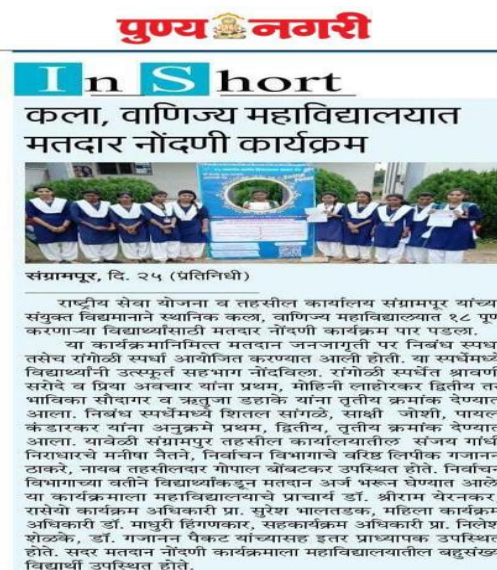 पुण्य नगरी
In Short
कला, वाणिज्य महाविद्यालयात
मतदार नोंदणी कार्यक्रम
संग्रामपूर, दि. २५ (प्रतिनिधी)
राष्ट्रीय सेवा योजना व तहसील कार्यालय संग्रामपूर यांच्या
संयुक्त विद्यमानाने स्थानिक कला, वाणिज्य महाविद्यालयात १८ पूर्ण
करणाऱ्या विद्यार्थ्यांसाठी मतदार नोंदणी कार्यक्रम पार पडला.
या कार्यक्रमानिमित्त मतदान जनजागृती पर निबंध स्पर्धा
तसेच रांगोळी स्पर्धा आयोजित करण्यात आली होती. या स्पर्धेमध्ये
विद्यार्थ्यांनी उत्स्फूर्त सहभाग नोंदविला. रांगोळी स्पर्धेत श्रावणी
सरोदे व प्रिया अवचार यांना प्रथम, मोहिनी लाहोरकर द्वितीय तर
भाविका सौदागर व ऋतुजा डहाके यांना तृतीय क्रमांक देण्यात
आला. निबंध स्पर्धेमध्ये शितल सांगळे, साक्षी जोशी, पायल
कंडारकर यांना अनुक्रमे प्रथम, द्वितीय, तृतीय क्रमांक देण्यात
आला. यावेळी संग्रामपुर तहसील कार्यालयातील संजय गांधी
निराधारचे मनीषा नैतने, निर्वाचन विभागाचे वरिष्ठ लिपीक गजानन
ठाकरे, नायब तहसीलदार गोपाल बोंबटकर उपस्थित होते. निर्वाचन
विभागाच्या वतीने विद्यार्थ्यांकडून मतदान अर्ज भरून घेण्यात आले.
या कार्यक्रमाला महाविद्यालयाचे प्राचार्य डॉ. श्रीराम येरनकर,
रासेयो कार्यक्रम अधिकारी प्रा. सुरेश भालतडक, महिला कार्यक्रम
अधिकारी डॉ. माधुरी हिंगणकार, सहकार्यक्रम अधिकारी प्रा. निलेश
शेळके, डॉ. गजानन पैकट यांच्यासह इतर प्राध्यापक उपस्थित
होते. सदर मतदान नोंदणी कार्यक्रमाला महाविद्यालयातील बहुसंख्य
विद्यार्थी उपस्थित होते.